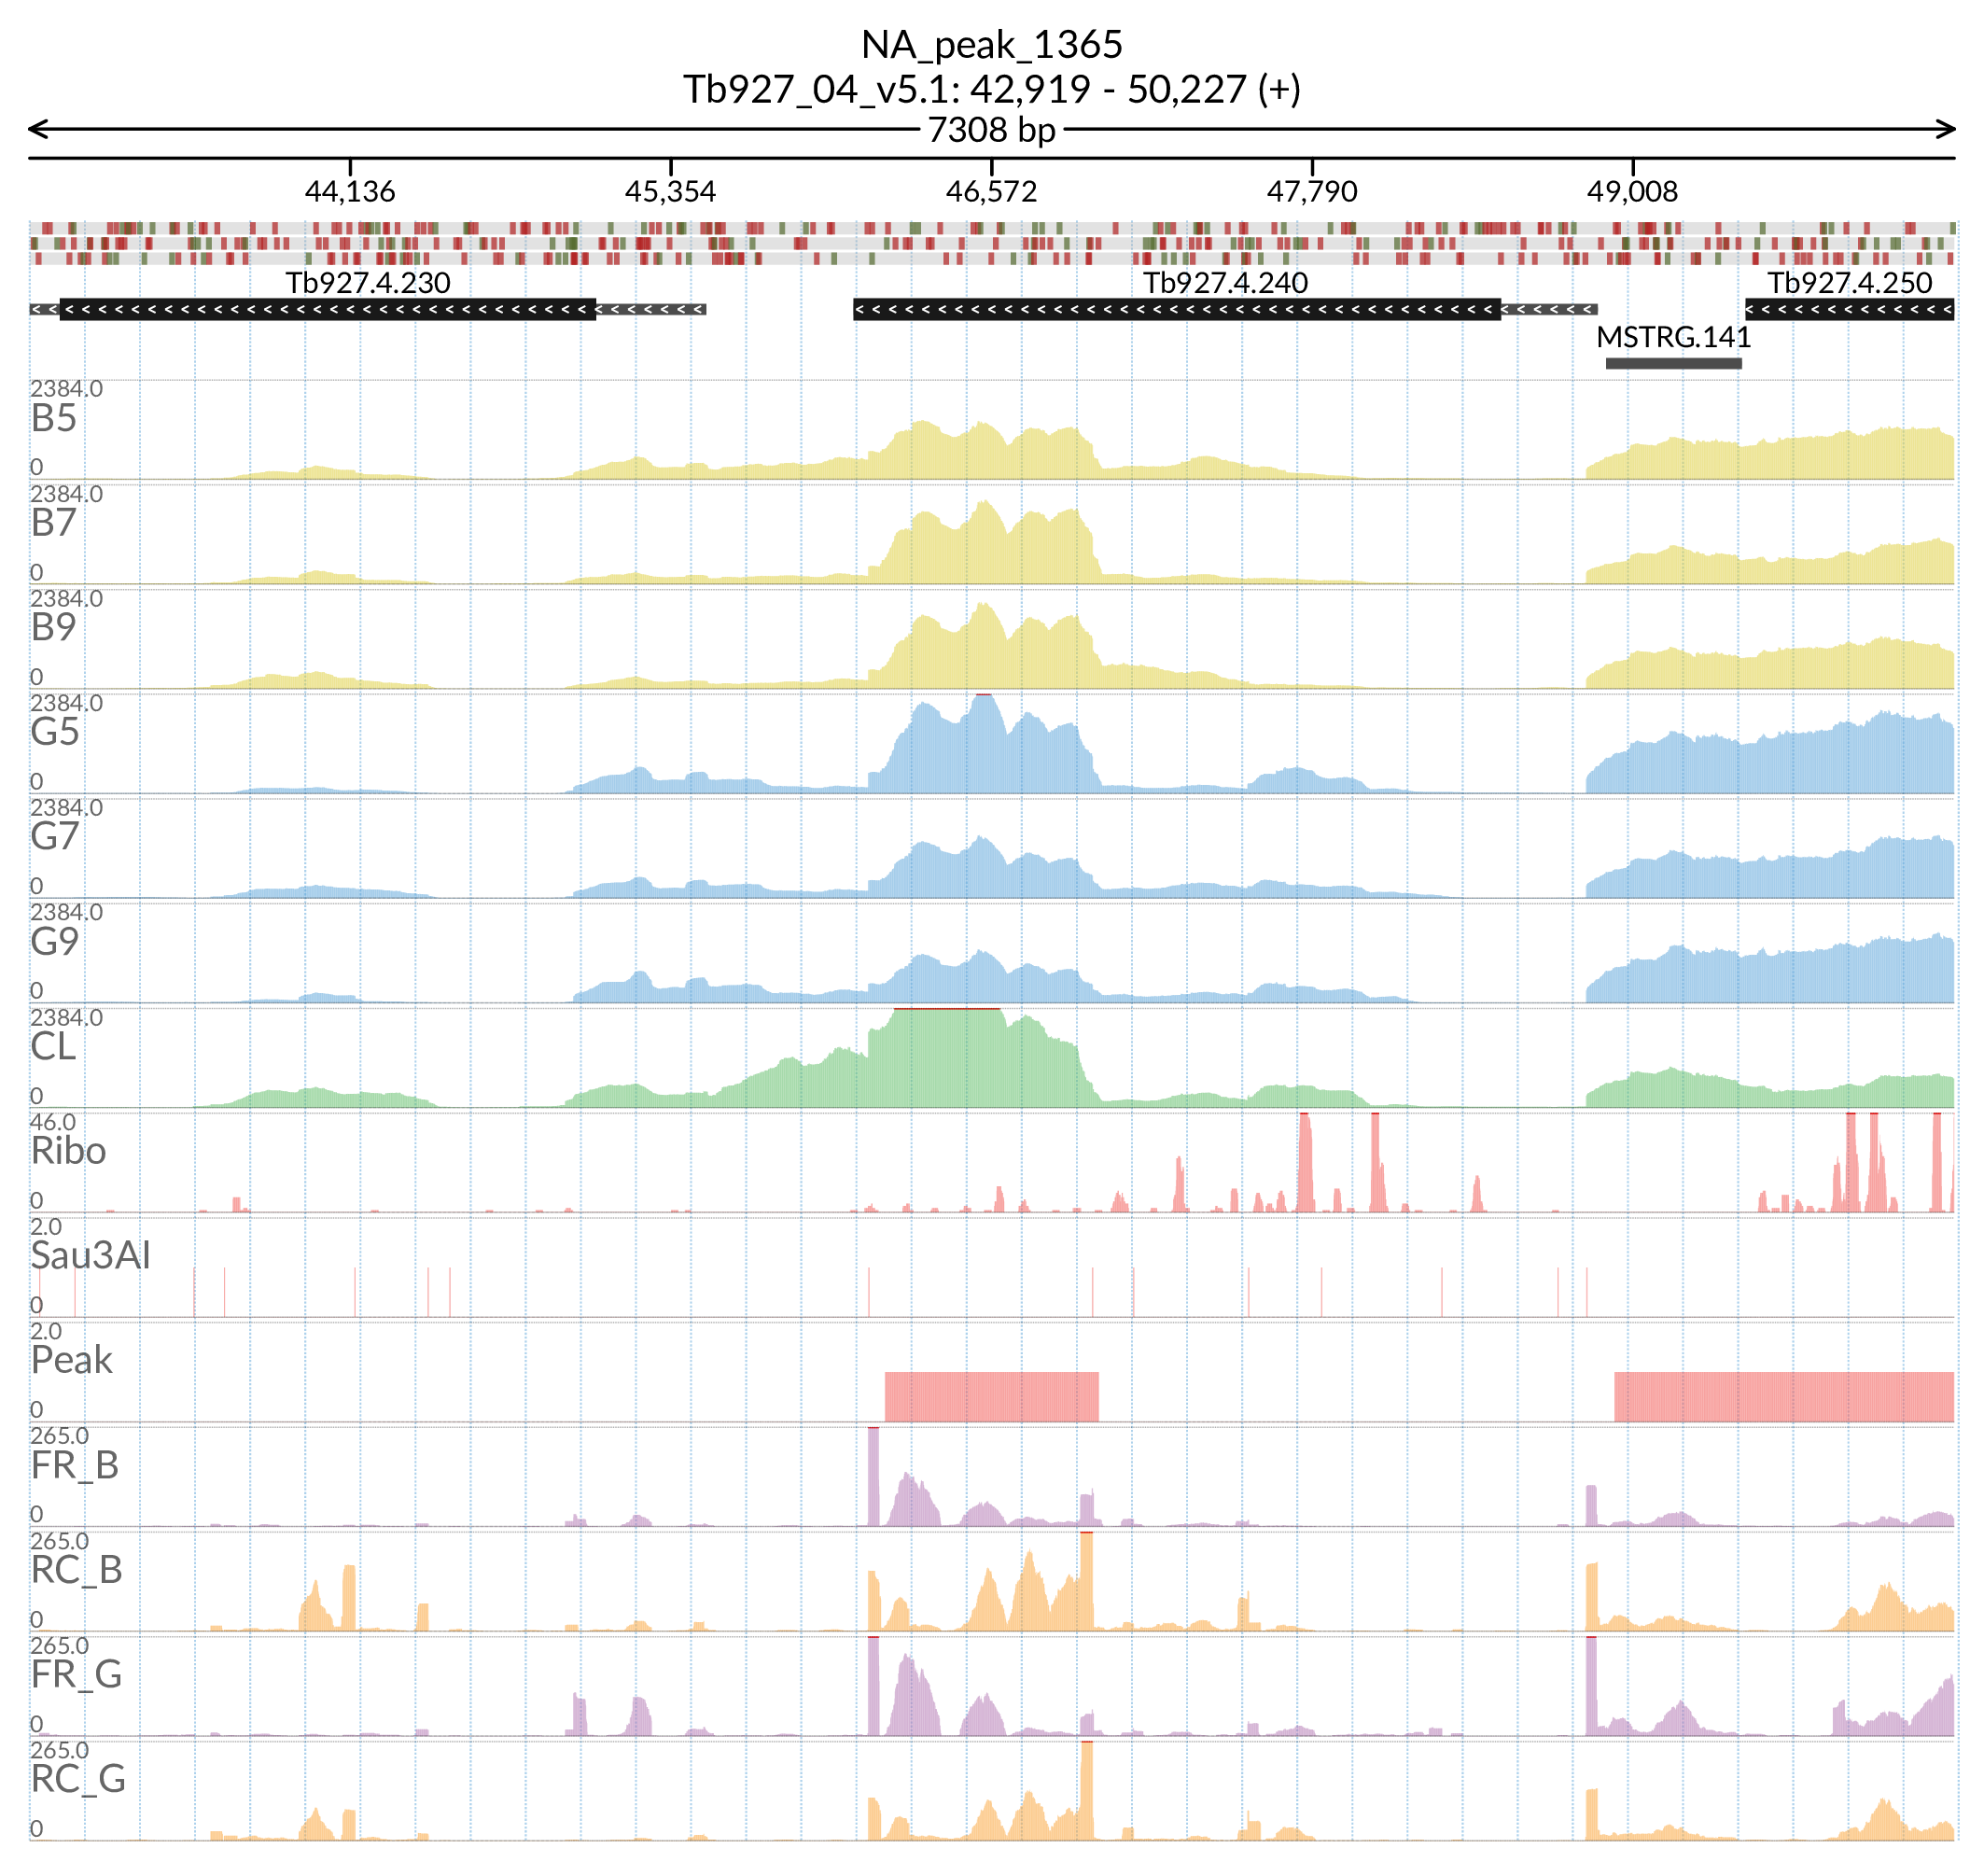 NA_peak_1365
Tb927_04_v5.1: 42,919 - 50,227 (+)
7308 bp
44,136 45,354 46,572 47,790 49,008
Tb927.4.230 Tb927.4.240 Tb927.4.250
MSTRG.141
2384.0
B5
0
2384.0
B7
0
2384.0
B9
0
2384.0
G5
0
2384.0
G7
0
2384.0
G9
0
2384.0
CL
0
46.0
Ribo
0
2.0
Sau3AI
0
2.0
Peak
0
265.0
FR_B
0
265.0
RC_B
0
265.0
FR_G
0
265.0
RC_G
0